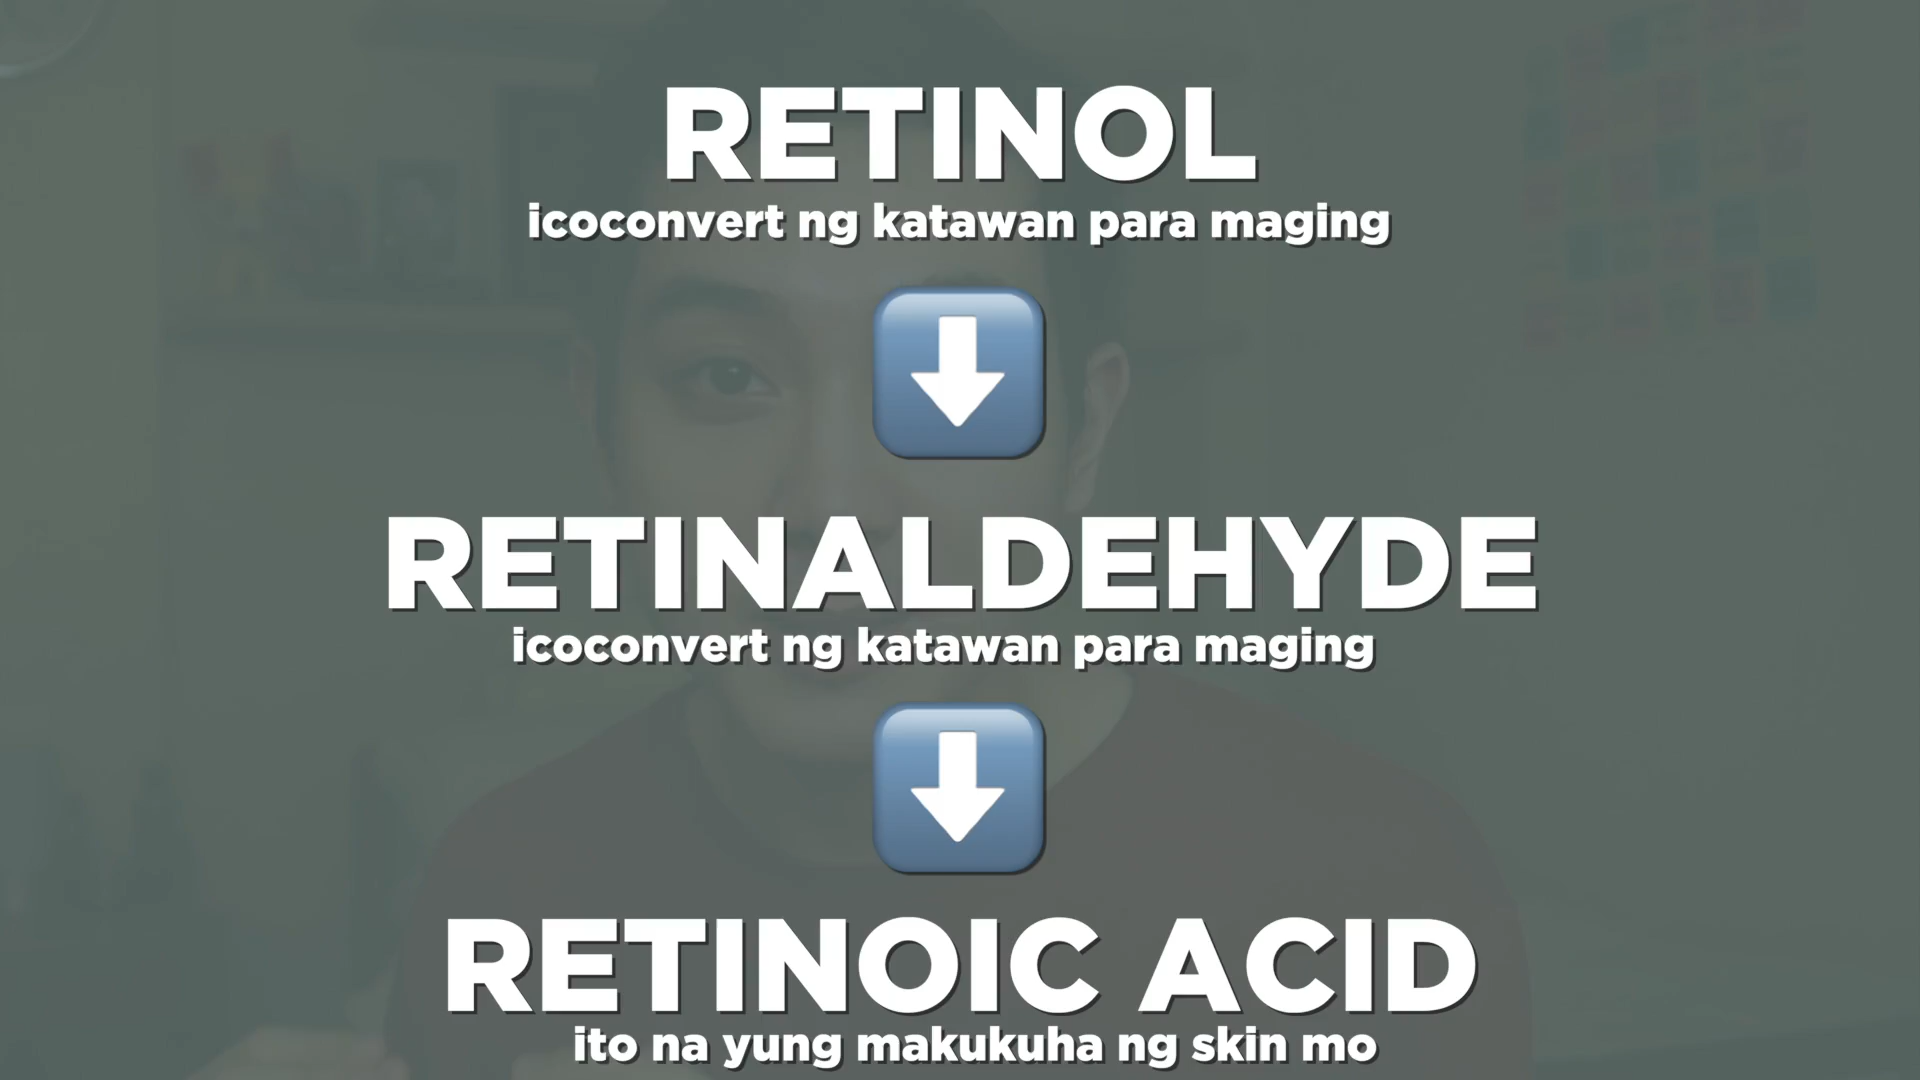 RETINOL
icoconvert ng katawan para maging
RETINALDEHYDE
icoconvert ng katawan para maging
RETINOIC ACID
ito na yung makukuha ng skin mo